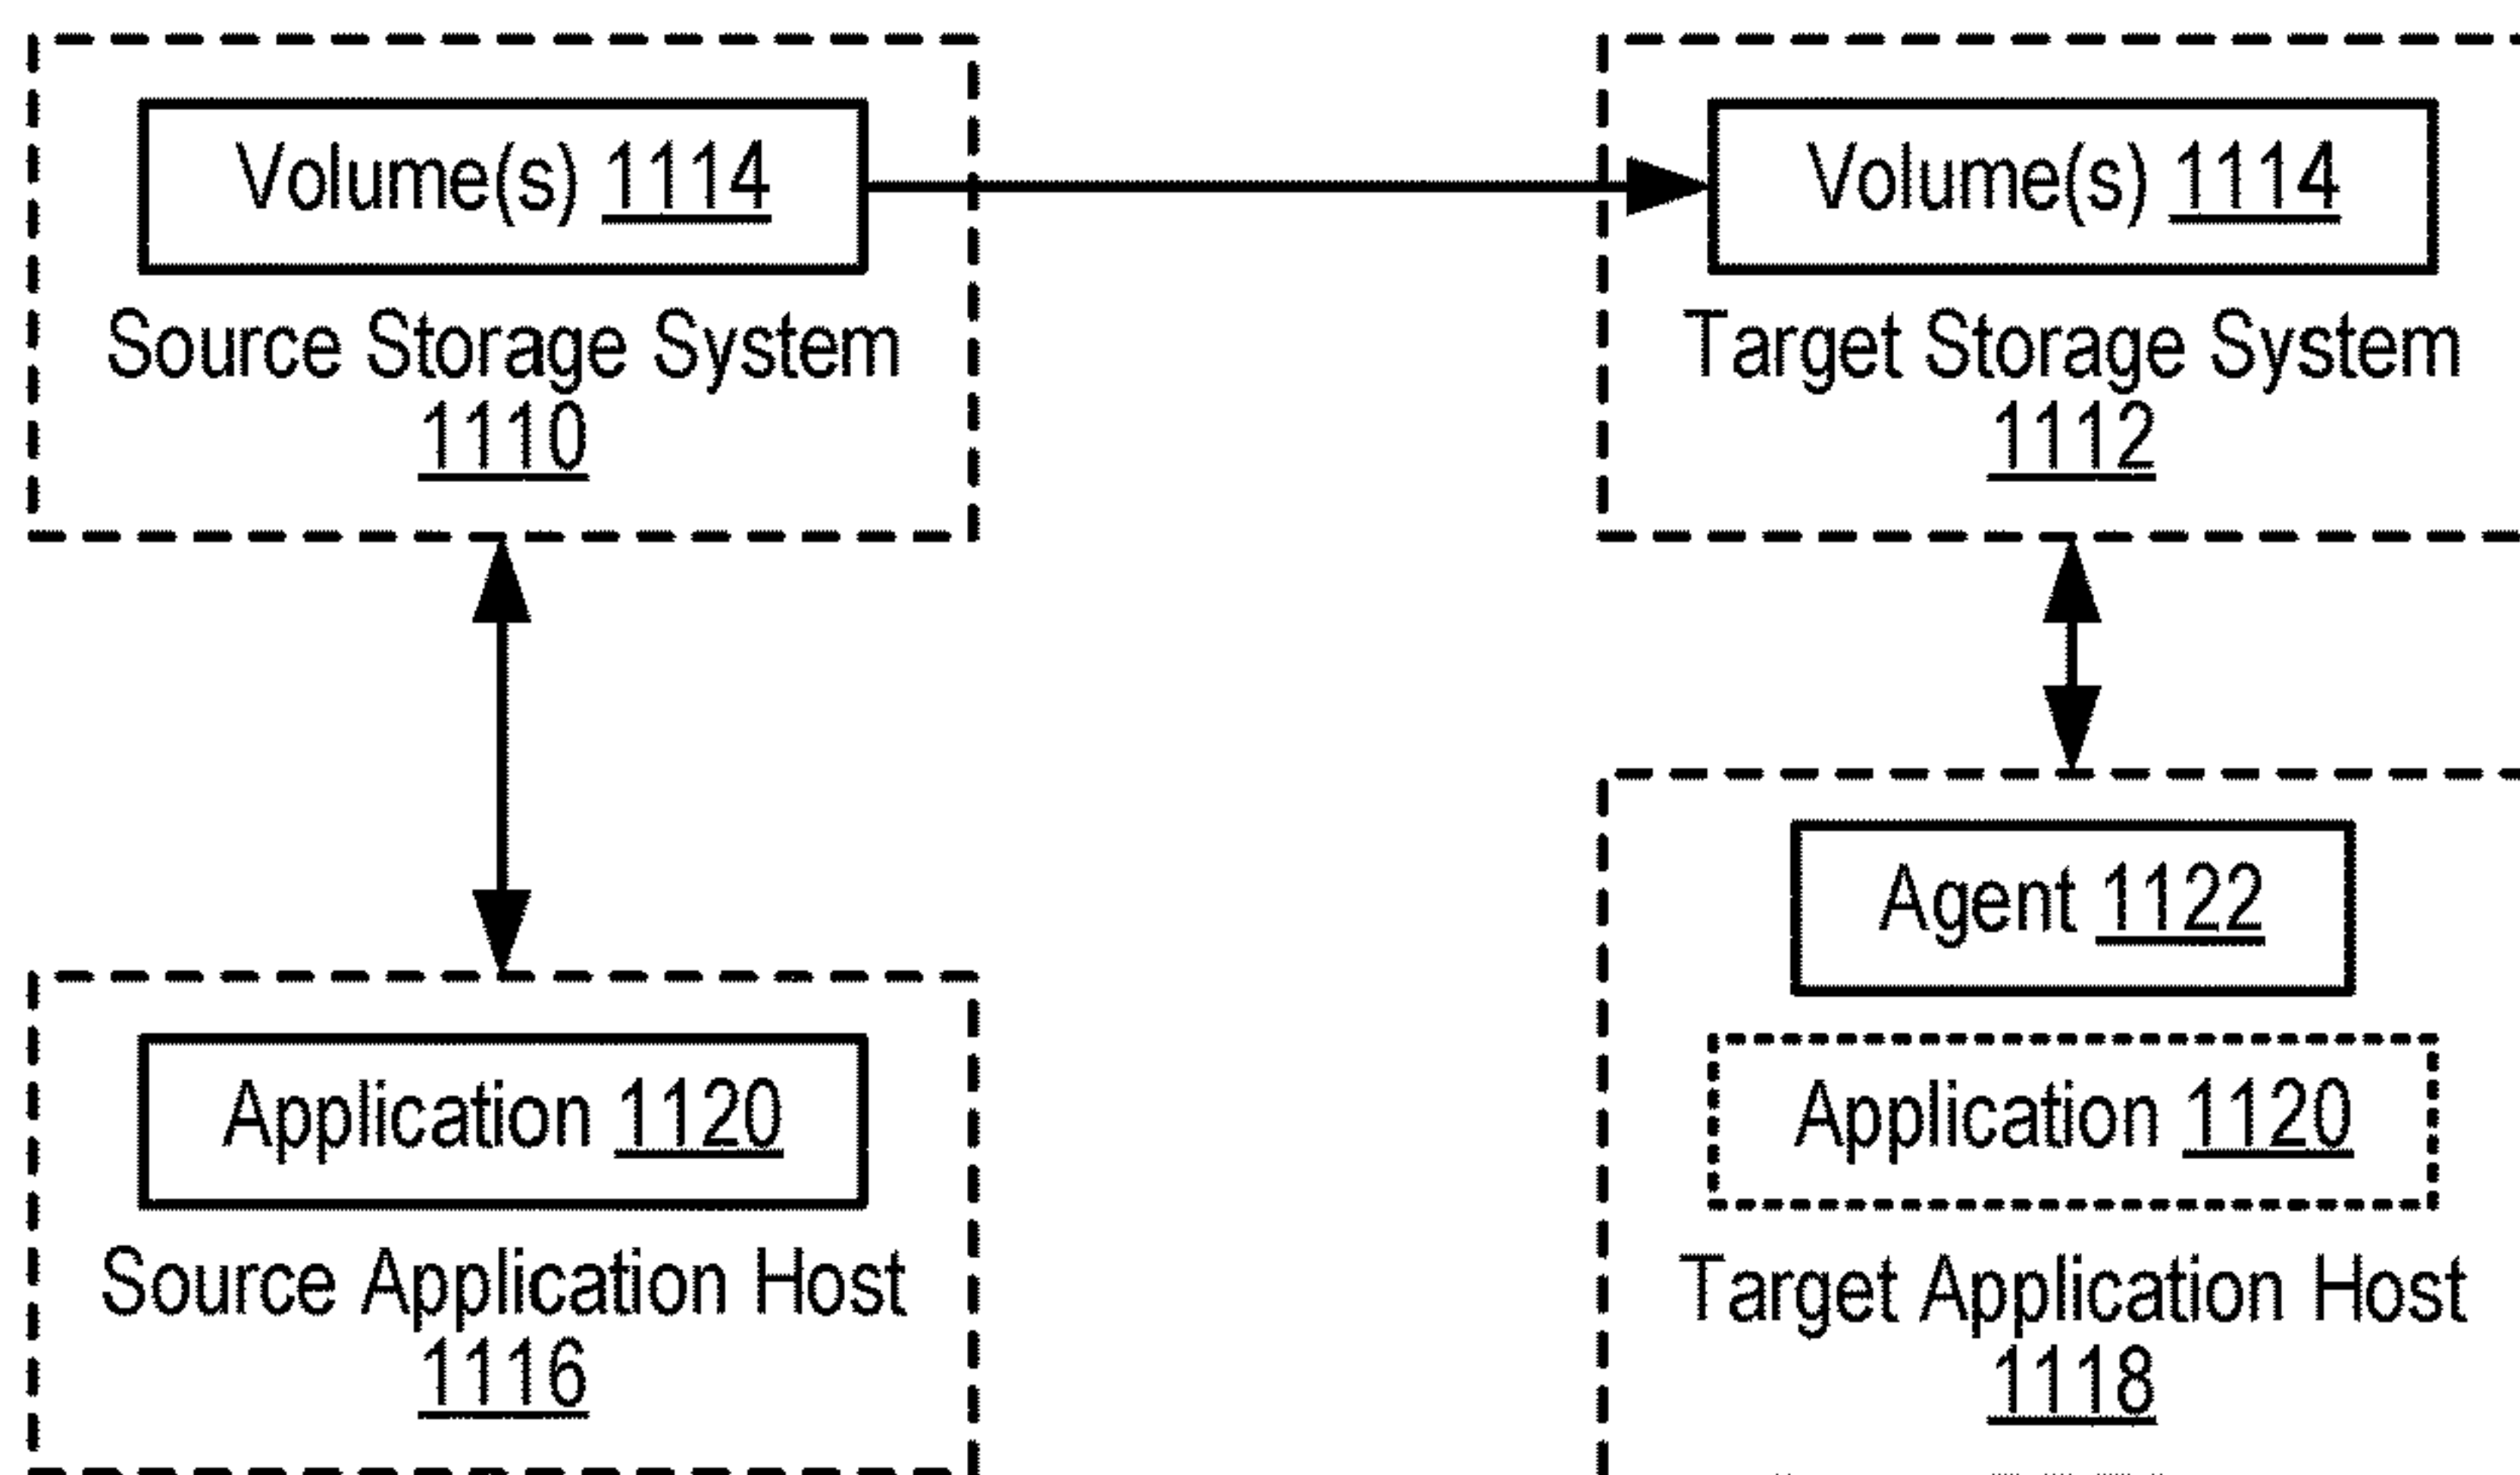 Volume(s) 1114
Source Storage System
1110
Volume(s) 1114
Target Storage System
1112
Application 1120
Source Application Host
1116
Agent 1122
Application 1120
Target Application Host
1118